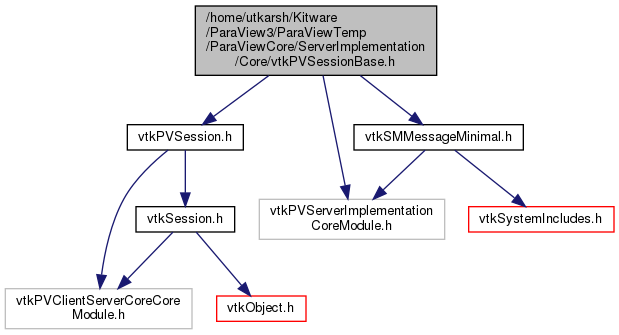 /home/utkarsh/Kitware
/ParaView3/ParaViewTemp
/ParaViewCore/ServerImplementation
/Core/vtkPVSessionBase.h
vtkPVSession.h
vtkSMMessageMinimal.h
vtkSession.h
vtkPVServerImplementation
CoreModule.h
vtkSystemIncludes.h
vtkPVClientServerCoreCore
Module.h
vtkObject.h